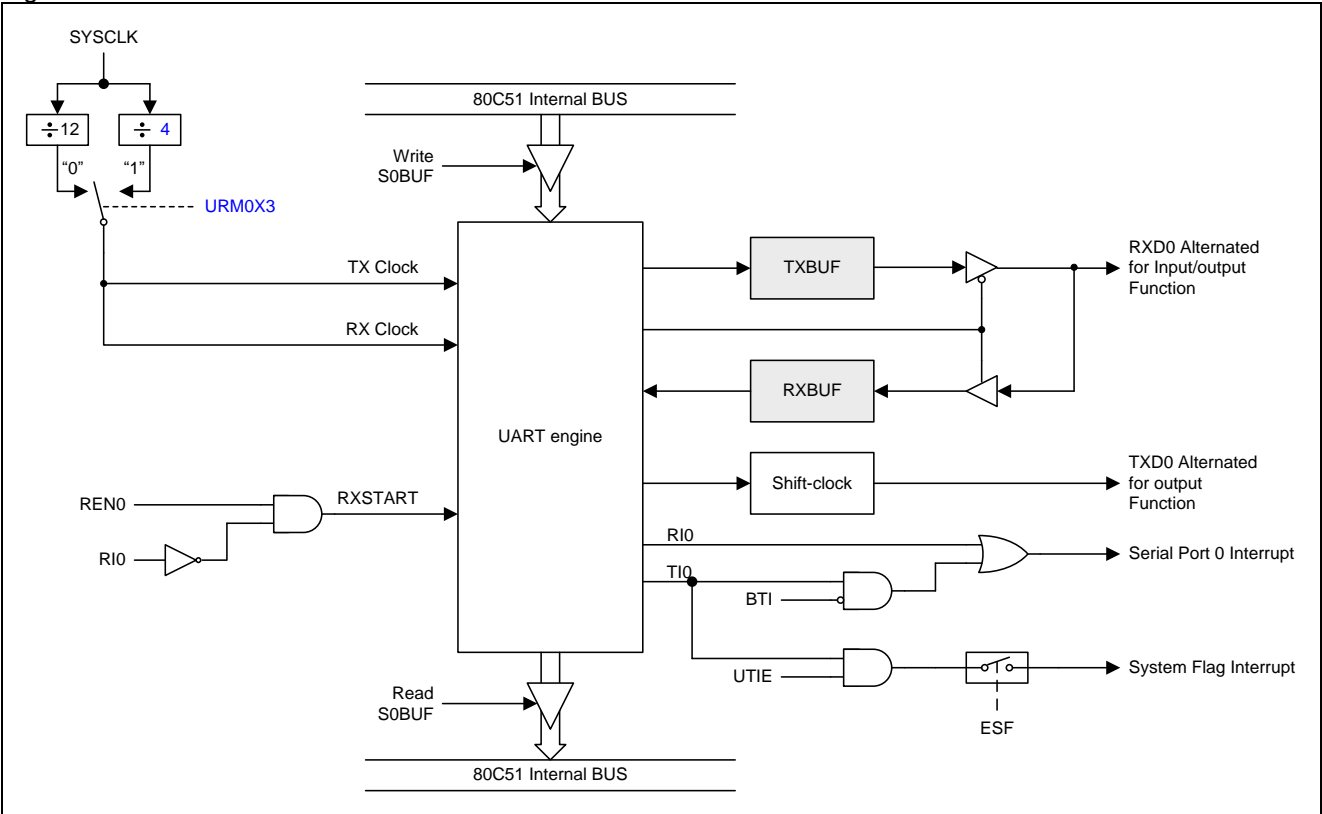 SYSCLK
÷12
÷ 4
“0”
“1”
URM0X3
80C51 Internal BUS
Write
S0BUF
TX Clock
RX Clock
UART engine
TXBUF
RXBUF
RXD0 Alternated
for Input/output
Function
Shift-clock
TXD0 Alternated
for output
Function
REN0
RI0
RXSTART
RI0
TI0
BTI
Serial Port 0 Interrupt
UTIE
ESF
System Flag Interrupt
Read
S0BUF
80C51 Internal BUS